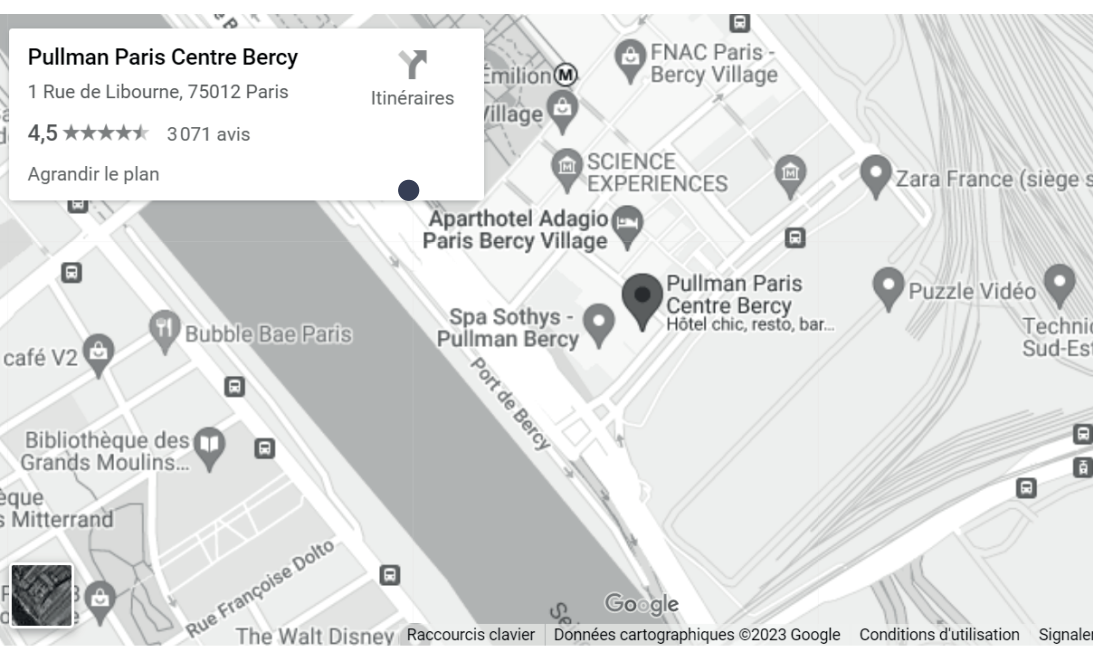 Pullman Paris Centre Bercy
1 Rue de Libourne, 75012 Paris
4,5
3 071 avis
Itinéraires
Agrandir le plan
FNAC Paris -
Bercy Village
Émilion
M
Village
SCIENCE
EXPERIENCES
Zara France (siège s
Aparthotel Adagio
Paris Bercy Village
Pullman Paris
Centre Bercy
Hôtel chic, resto, bar...
Puzzle Vidéo
Spa Sothys -
Pullman Bercy
Techni
Sud-Est
Bubble Bae Paris
café V2
Port de Bercy
Bibliothèque des
Grands Moulins...
èque
s Mitterrand
Rue Françoise Dolto
The Walt Disney
Sei
Google
Raccourcis clavier
Données cartographiques ©2023 Google
Conditions d'utilisation
Signaler